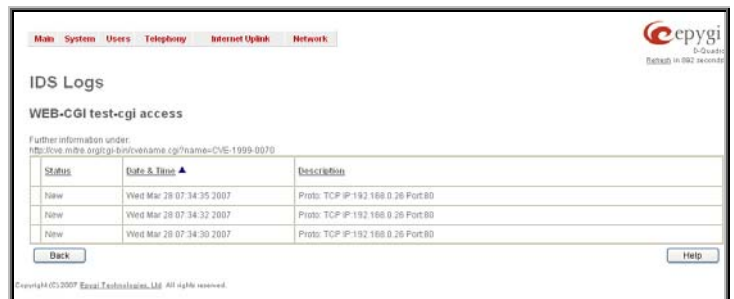 Main System Users Telephony Internet Uplink Network
epygi
D-Quadro
Refresh in 892 seconds
IDS Logs
WEB-CGI test-cgi access
Further information under:
http://cve.mitre.org/cgi-bin/cvename.cgi?name=CVE-1999-0070
Status Date & Time ▲ Description
New Wed Mar 28 07:34:35 2007 Proto: TCP IP:192.168.0.26 Port:80
New Wed Mar 28 07:34:32 2007 Proto: TCP IP:192.168.0.26 Port:80
New Wed Mar 28 07:34:30 2007 Proto: TCP IP:192.168.0.26 Port:80
Back Help
Copyright (C) 2007 Epygi Technologies, Ltd. All rights reserved.